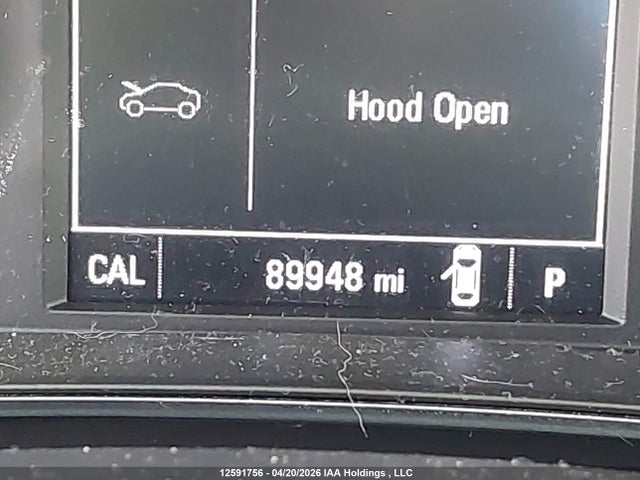 Hood Open
CAL 89948 mi P
12591756 - 04/20/2026 IAA Holdings , LLC